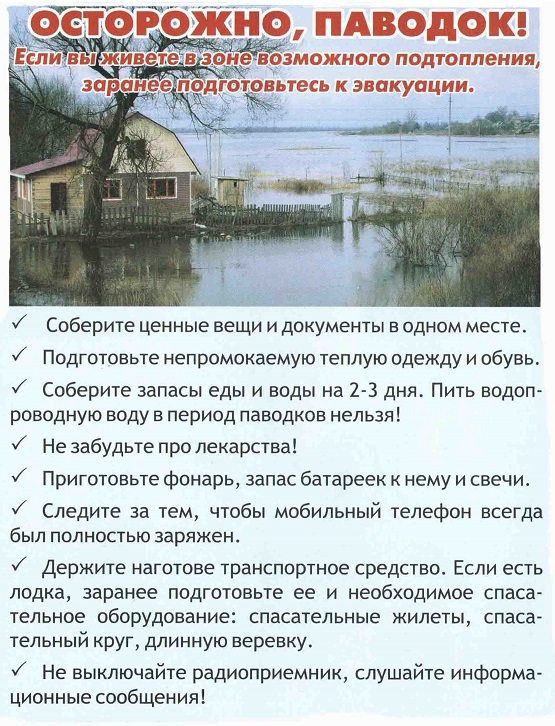 ОСТОРОЖНО, ПАВОДОК!
Если вы живете в зоне возможного подтопления,
заранее подготовьтесь к эвакуации.
✓ Соберите ценные вещи и документы в одном месте.
✓ Подготовьте непромокаемую теплую одежду и обувь.
✓ Соберите запасы еды и воды на 2-3 дня. Пить водоп-
роводную воду в период паводков нельзя!
✓ Не забудьте про лекарства!
✓ Приготовьте фонарь, запас батареек к нему и свечи.
✓ Следите за тем, чтобы мобильный телефон всегда
был полностью заряжен.
✓ Держите наготове транспортное средство. Если есть
лодка, заранее подготовьте ее и необходимое спаса-
тельное оборудование: спасательные жилеты, спаса-
тельный круг, длинную веревку.
✓ Не выключайте радиоприемник, слушайте информа-
ционные сообщения!